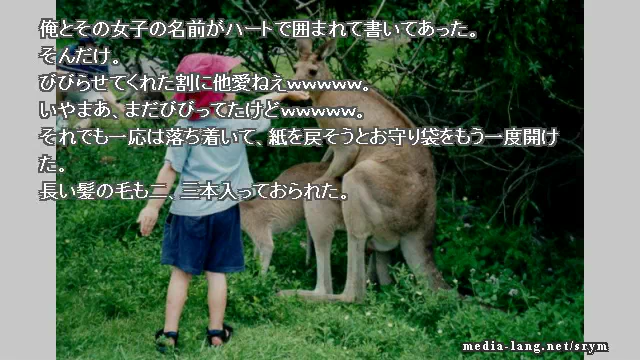 俺とその女子の名前がハートで囲まれて書いてあった。
そんだけ。
びびらせてくれた割に他愛ねえwwwww。
いやまあ、まだびびってたけどwwwww。
それでも一応は落ち着いて、紙を戻そうとお守り袋をもう一度開け
た。
長い髪の毛も二、三本入っておられた。
media-lang.net/srym